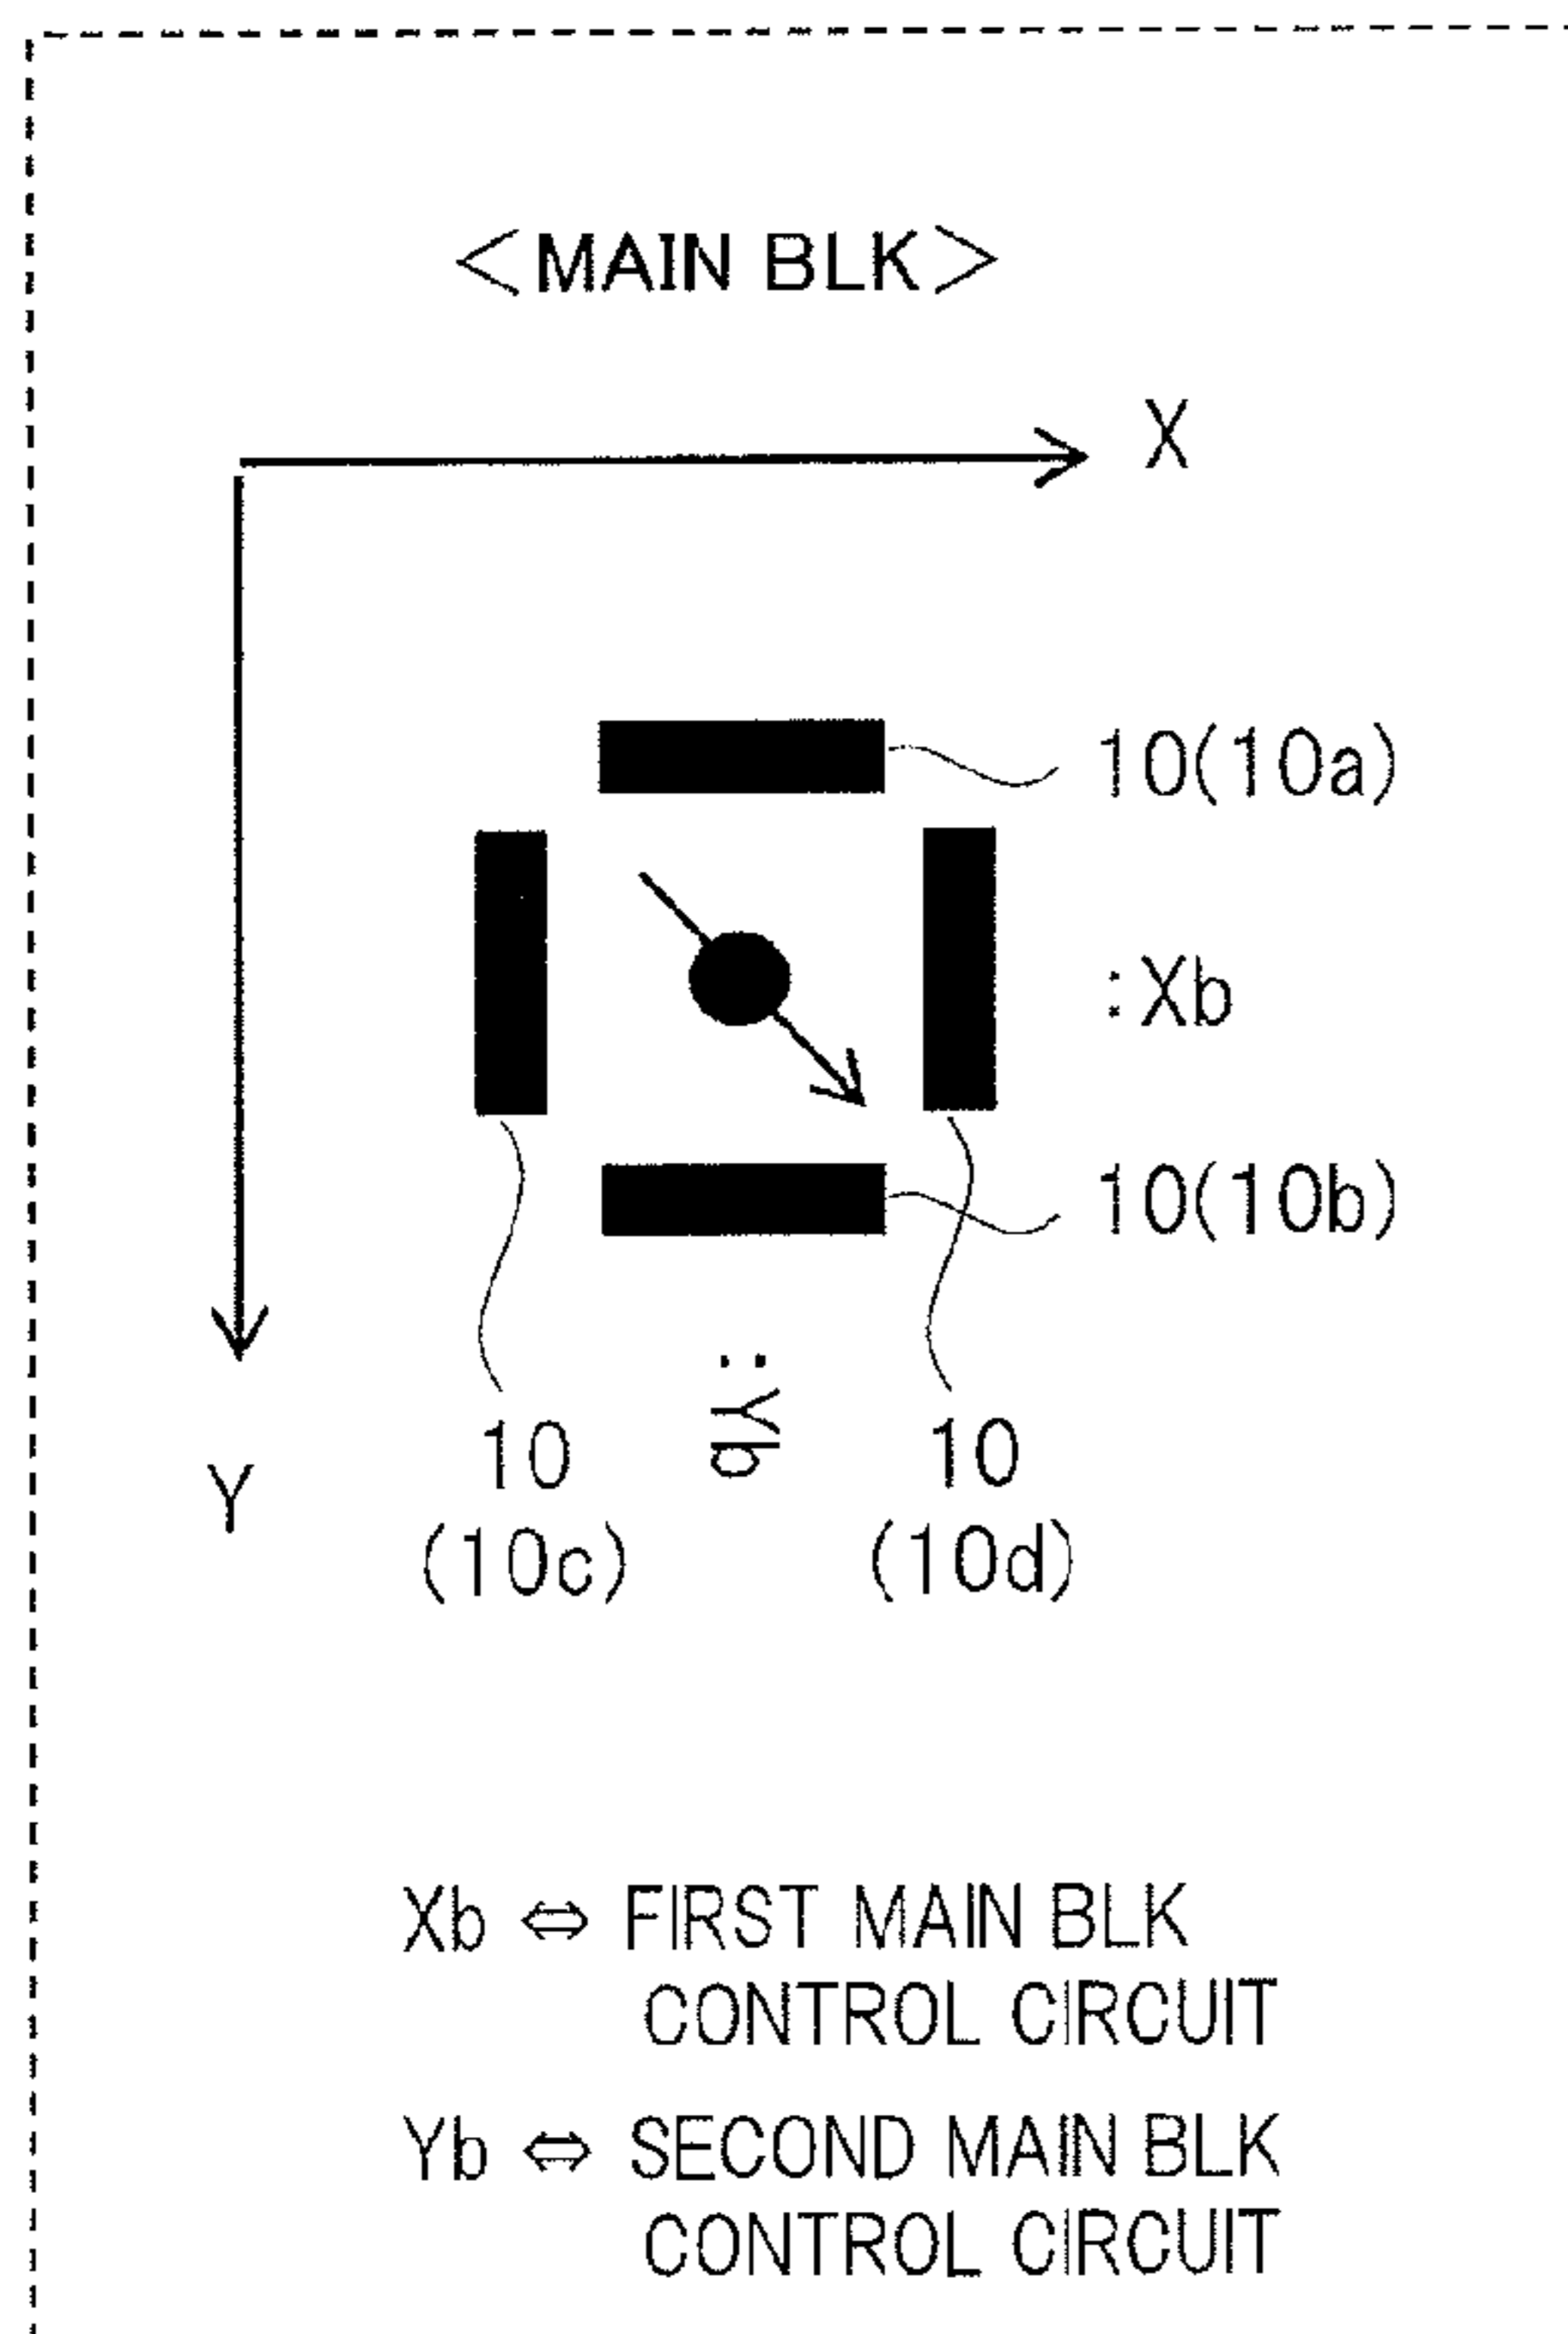 <MAIN BLK>
X
10(10a)
:Xb
10(10b)
:Yb
Y
10
(10c)
10
(10d)
Xb ⇔ FIRST MAIN BLK
CONTROL CIRCUIT
Yb ⇔ SECOND MAIN BLK
CONTROL CIRCUIT